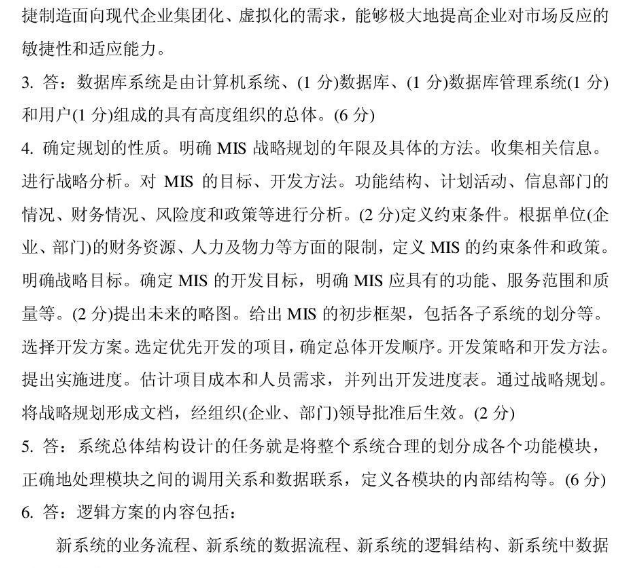 捷制造面向现代企业集团化、虚拟化的需求，能够极大地提高企业对市场反应的
敏捷性和适应能力。
3. 答：数据库系统是由计算机系统、(1 分)数据库、(1 分)数据库管理系统(1 分)
和用户(1 分)组成的具有高度组织的总体。(6 分)
4. 确定规划的性质。明确 MIS 战略规划的年限及具体的方法。收集相关信息。
进行战略分析。对 MIS 的目标、开发方法。功能结构、计划活动、信息部门的
情况、财务情况、风险度和政策等进行分析。(2 分)定义约束条件。根据单位(企
业、部门)的财务资源、人力及物力等方面的限制，定义 MIS 的约束条件和政策。
明确战略目标。确定 MIS 的开发目标，明确 MIS 应具有的功能、服务范围和质
量等。(2 分)提出未来的略图。给出 MIS 的初步框架，包括各子系统的划分等。
选择开发方案。选定优先开发的项目，确定总体开发顺序。开发策略和开发方法。
提出实施进度。估计项目成本和人员需求，并列出开发进度表。通过战略规划。
将战略规划形成文档，经组织(企业、部门)领导批准后生效。(2 分)
5. 答：系统总体结构设计的任务就是将整个系统合理的划分成各个功能模块，
正确地处理模块之间的调用关系和数据联系，定义各模块的内部结构等。(6 分)
6. 答：逻辑方案的内容包括：
新系统的业务流程、新系统的数据流程、新系统的逻辑结构、新系统中数据